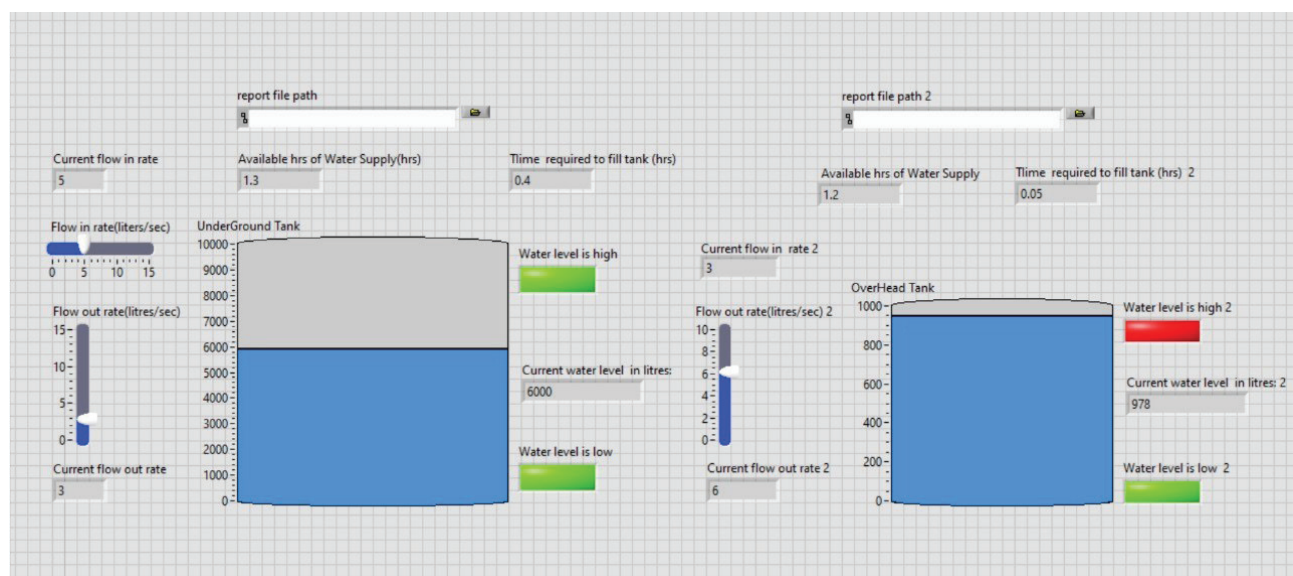 report file path
report file path 2
Current flow in rate
5
Available hrs of Water Supply(hrs)
1.3
TIime required to fill tank (hrs)
0.4
Available hrs of Water Supply
1.2
TIime required to fill tank (hrs) 2
0.05
Flow in rate(liters/sec)
0 5 10 15
UnderGround Tank
10000
9000
8000
7000
6000
5000
4000
3000
2000
1000
0
Water level is high
Current flow in rate 2
3
Flow out rate(litres/sec)
15
10
5
0
Current flow out rate
3
Current water level in litres:
6000
Water level is low
Flow out rate(litres/sec) 2
10
8
6
4
2
0
Current flow out rate 2
6
OverHead Tank
1000
800
600
400
200
0
Water level is high 2
Current water level in litres: 2
978
Water level is low 2